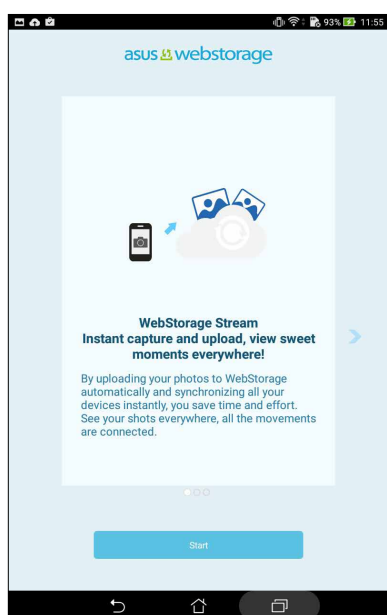 93% 11:55
asus webstorage
WebStorage Stream
Instant capture and upload, view sweet
moments everywhere!
By uploading your photos to WebStorage
automatically and synchronizing all your
devices instantly, you save time and effort.
See your shots everywhere, all the movements
are connected.
Start